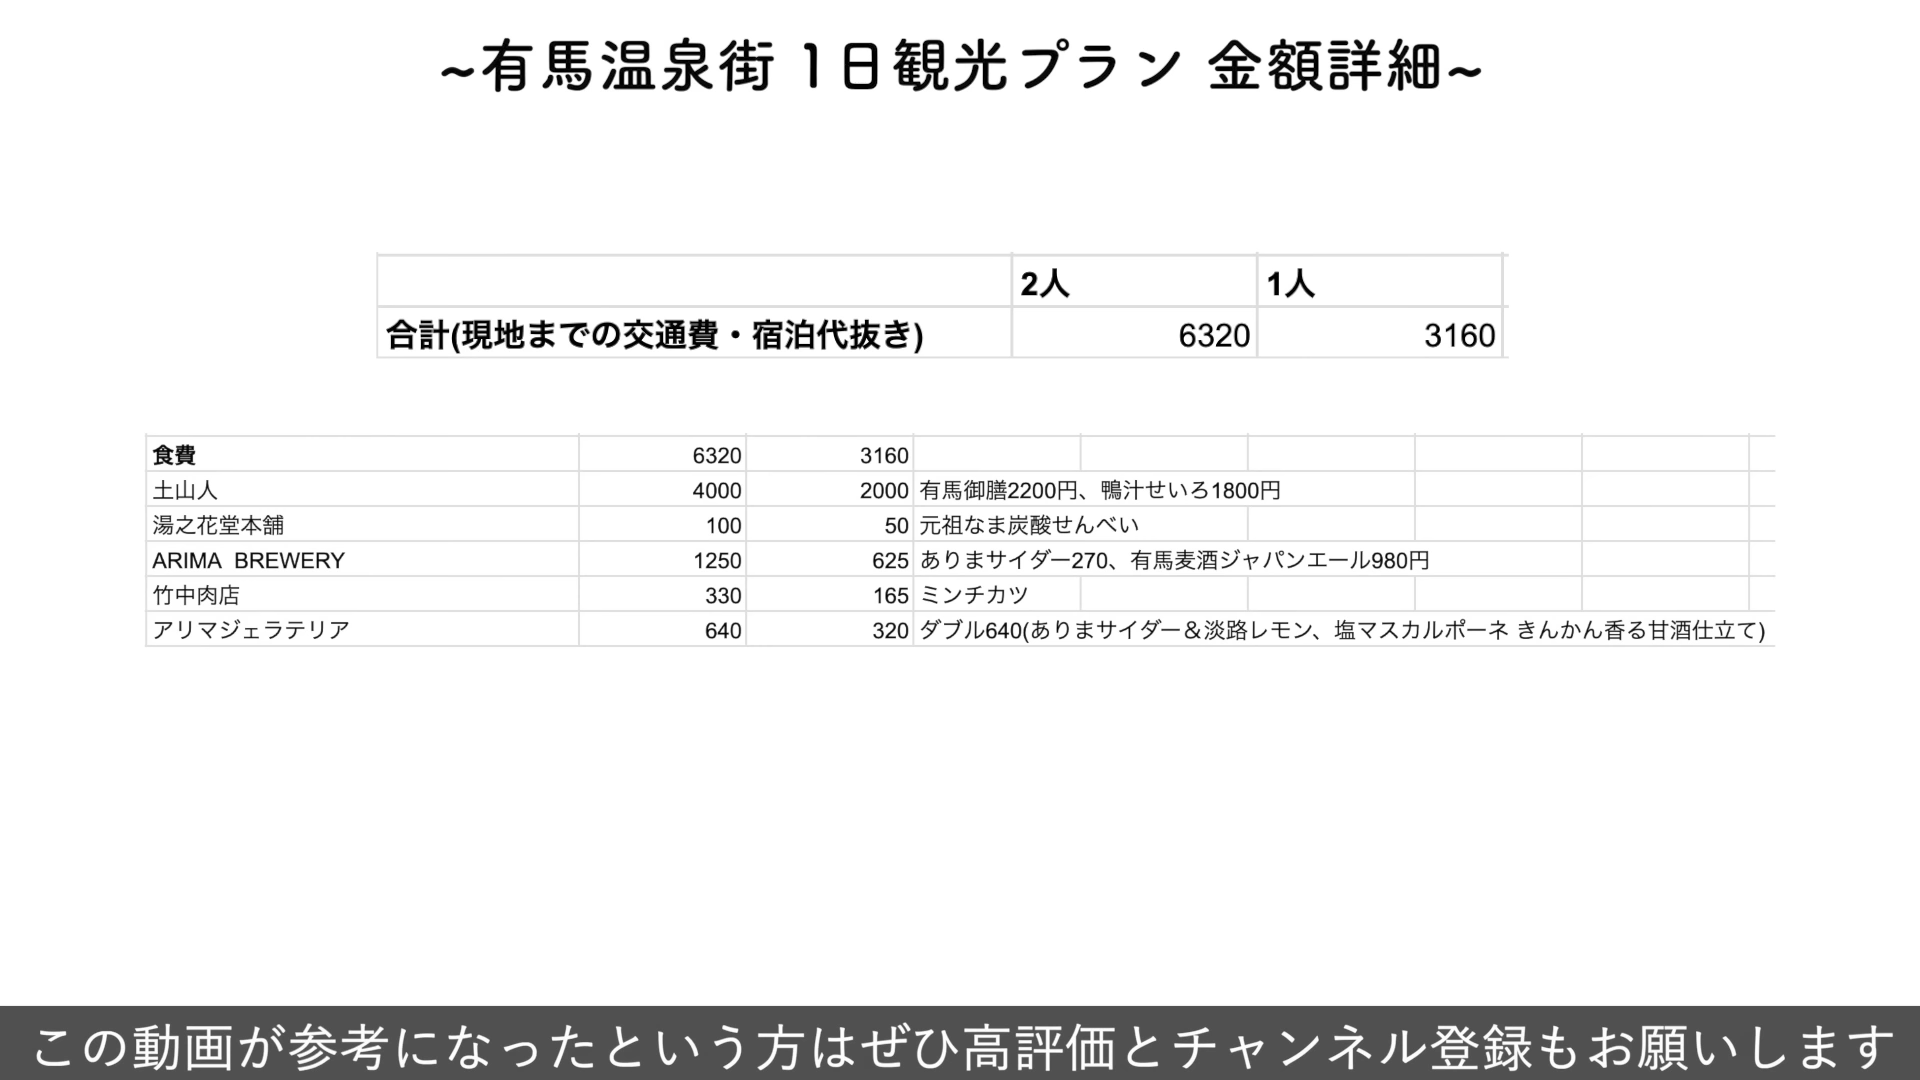 ~有馬温泉街 1日観光プラン 金額詳細~
2人 1人
合計(現地までの交通費・宿泊代抜き) 6320 3160
食費 6320 3160
土山人 4000 2000 有馬御膳2200円、鴨汁せいろ1800円
湯之花堂本舗 100 50 元祖なま炭酸せんべい
ARIMA BREWERY 1250 625 ありまサイダー270、有馬麦酒ジャパンエール980円
竹中肉店 330 165 ミンチカツ
アリマジェラテリア 640 320 ダブル640(ありまサイダー＆淡路レモン、塩マスカルポーネ きんかん香る甘酒仕立て)
この動画が参考になったという方はぜひ高評価とチャンネル登録もお願いします